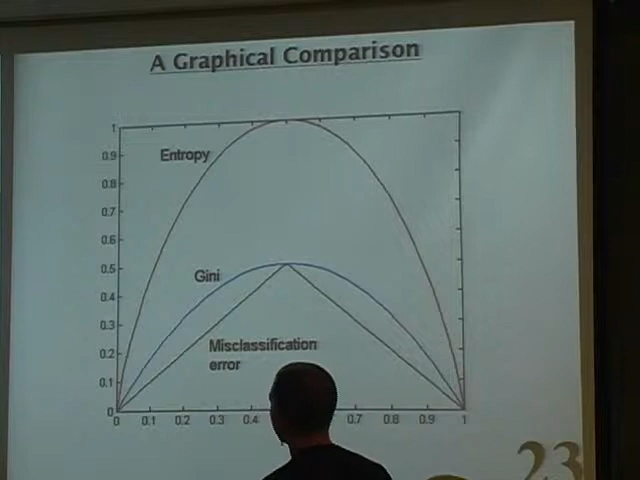 A Graphical Comparison
1
0.9
Entropy
0.8
0.7
0.6
0.5
Gini
0.4
0.3
Misclassification
0.2
error
0.1
0
0 0.1 0.2 0.3 0.4 0.7 0.8 0.9 1
23